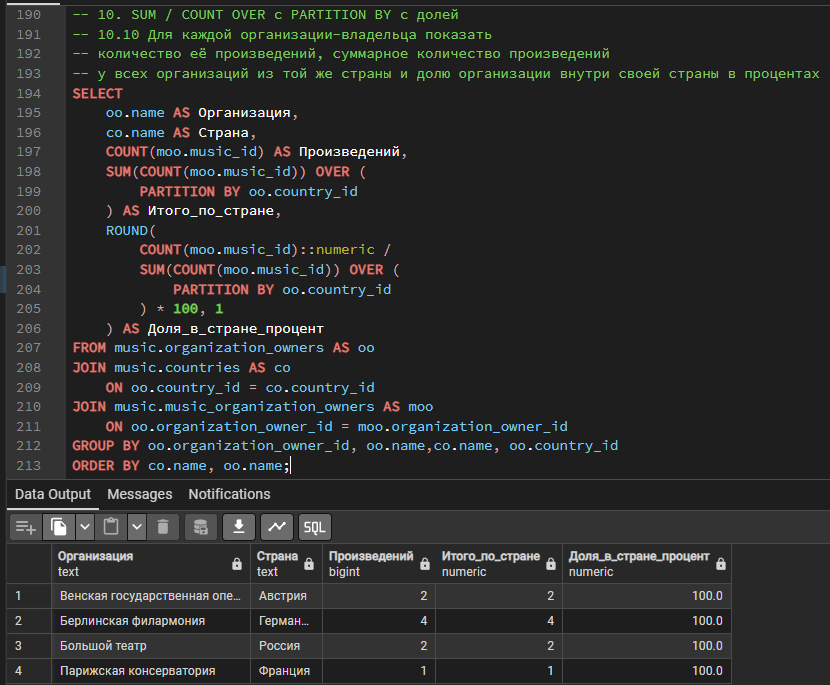 190 -- 10. SUM / COUNT OVER с PARTITION BY с долей
191 -- 10.10 Для каждой организации-владельца показать
192 -- количество её произведений, суммарное количество произведений
193 -- у всех организаций из той же страны и долю организации внутри своей страны в процентах
194 SELECT
195 oo.name AS Организация,
196 co.name AS Страна,
197 COUNT(moo.music_id) AS Произведений,
198 SUM(COUNT(moo.music_id)) OVER (
199 PARTITION BY oo.country_id
200 ) AS Итого_по_стране,
201 ROUND(
202 COUNT(moo.music_id)::numeric /
203 SUM(COUNT(moo.music_id)) OVER (
204 PARTITION BY oo.country_id
205 ) * 100, 1
206 ) AS Доля_в_стране_процент
207 FROM music.organization_owners AS oo
208 JOIN music.countries AS co
209 ON oo.country_id = co.country_id
210 JOIN music.music_organization_owners AS moo
211 ON oo.organization_owner_id = moo.organization_owner_id
212 GROUP BY oo.organization_owner_id, oo.name,co.name, oo.country_id
213 ORDER BY co.name, oo.name;
Data Output Messages Notifications
SQL
Организация Страна Произведений Итого_по_стране Доля_в_стране_процент
text text bigint numeric numeric
1 Венская государственная опе... Австрия 2 2 100.0
2 Берлинская филармония Герман... 4 4 100.0
3 Большой театр Россия 2 2 100.0
4 Парижская консерватория Франция 1 1 100.0